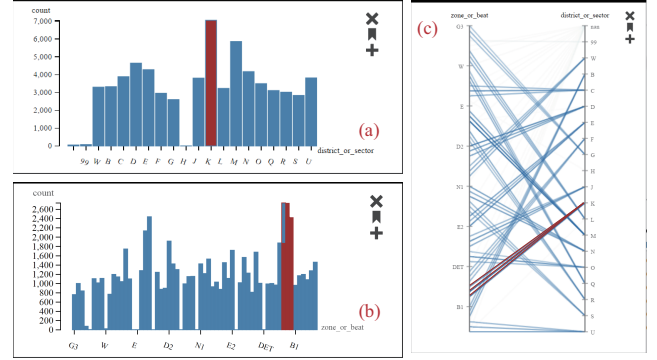 count
7,000
6,000
5,000
4,000
3,000
2,000
1,000
0
99 W B C D E F G H J K L M N O Q R S U
district_or_sector
(a)
count
2,600
2,400
2,200
2,000
1,800
1,600
1,400
1,200
1,000
800
600
400
200
0
G3 W E D2 N1 E2 DET B1
zone_or_beat
(b)
(c)
zone_or_beat
district_or_sector
G3
W
E
D2
N1
E2
DET
B1
99
W
B
C
D
E
F
G
H
J
K
L
M
N
O
Q
R
S
U